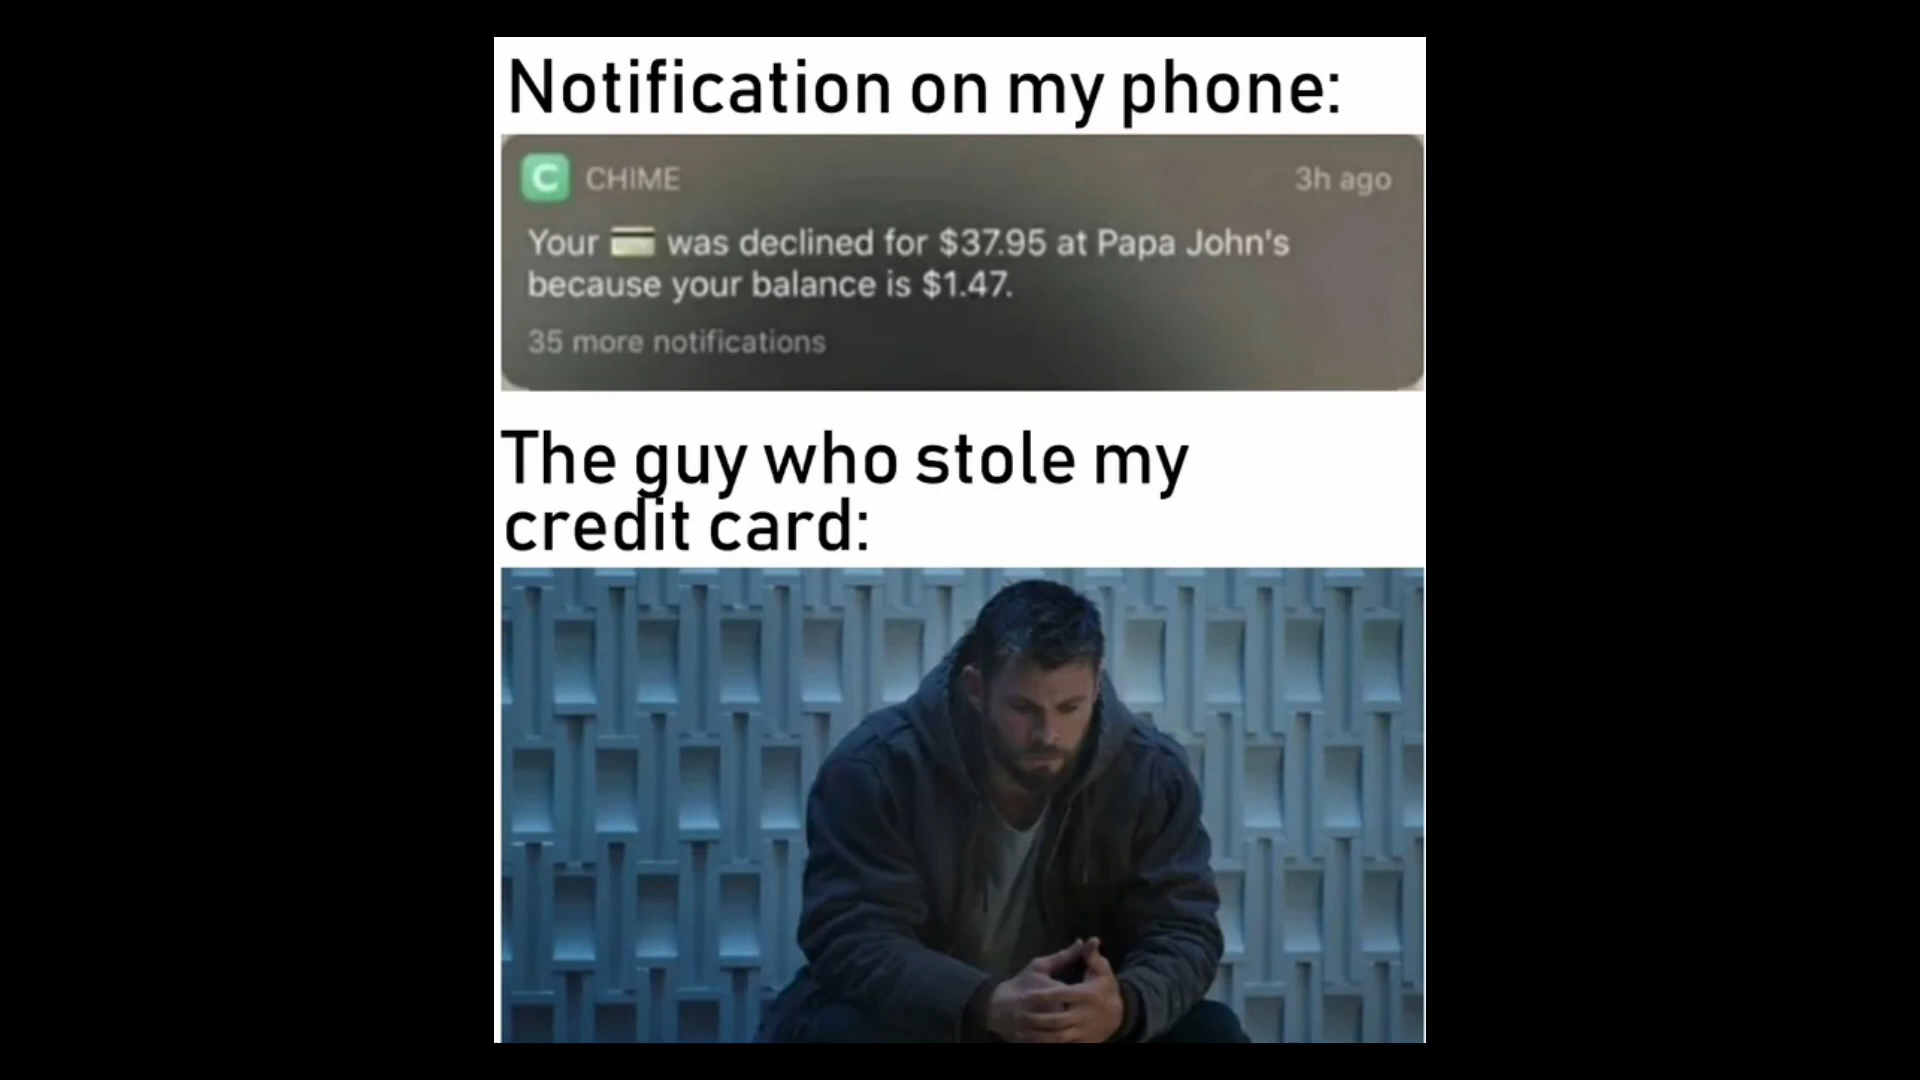 Notification on my phone:
C CHIME 3h ago
Your 💳 was declined for $37.95 at Papa John's
because your balance is $1.47.
35 more notifications
The guy who stole my
credit card: